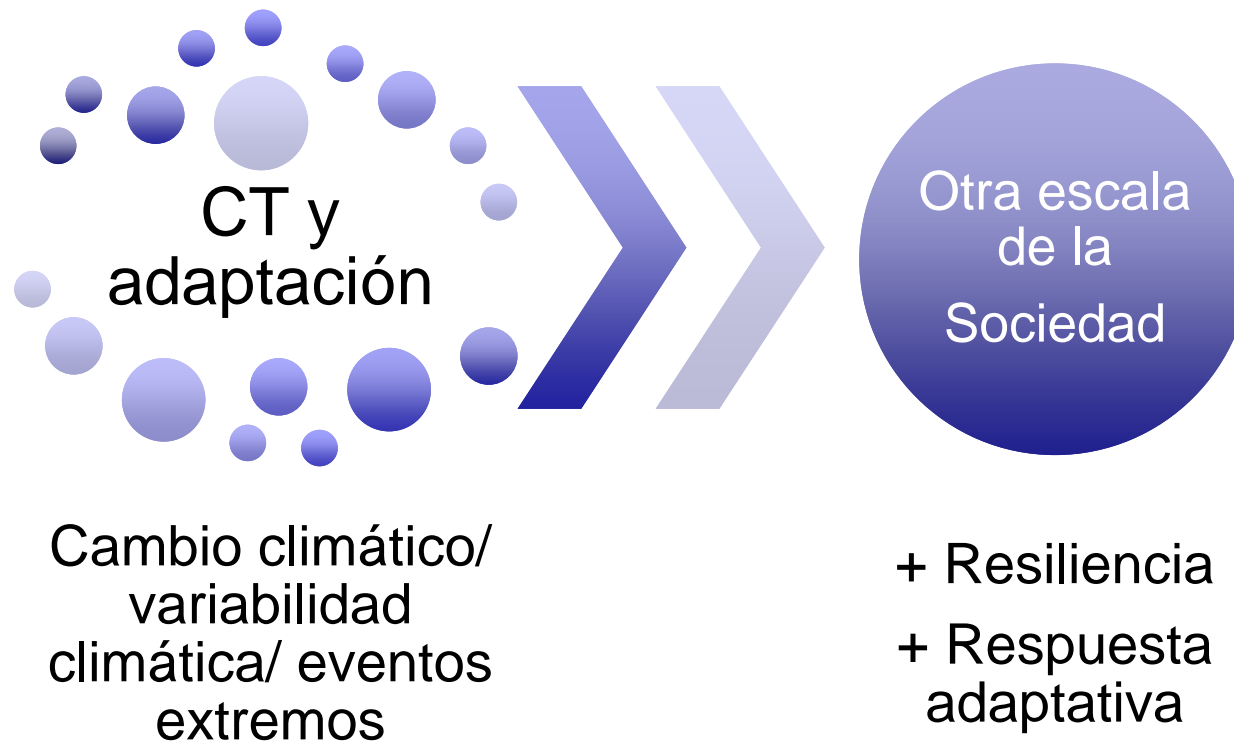 CT y
adaptación
Otra escala
de la
Sociedad
Cambio climático/
variabilidad
climática/ eventos
extremos
+ Resiliencia
+ Respuesta
adaptativa